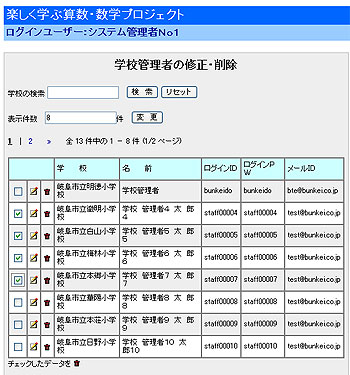 楽しく学ぶ算数・数学プロジェクト
ログインユーザー:システム管理者No1
学校管理者の修正・削除
学校の検索 検 索 リセット
表示件数 8 件 変 更
1 | 2 » 全 13 件中の 1 － 8 件 (1/2 ページ)
学　校 名　前 ログインID ログインPW メールID
岐阜市立明徳小学校 学校管理者 bunkeido bunkeido bte@bunkei.co.jp
岐阜市立徹明小学校 学校 管理者4 太 郎4 staff00004 staff00004 test@bunkei.co.jp
岐阜市立白山小学校 学校 管理者5 太 郎5 staff00005 staff00005 test@bunkei.co.jp
岐阜市立梅林小学校 学校 管理者6 太 郎6 staff00006 staff00006 test@bunkei.co.jp
岐阜市立本郷小学校 学校 管理者7 太 郎7 staff00007 staff00007 test@bunkei.co.jp
岐阜市立華陽小学校 学校 管理者8 太 郎8 staff00008 staff00008 test@bunkei.co.jp
岐阜市立本荘小学校 学校 管理者9 太 郎9 staff00009 staff00009 test@bunkei.co.jp
岐阜市立日野小学校 学校 管理者10 太 郎10 staff00010 staff00010 test@bunkei.co.jp
チェックしたデータを